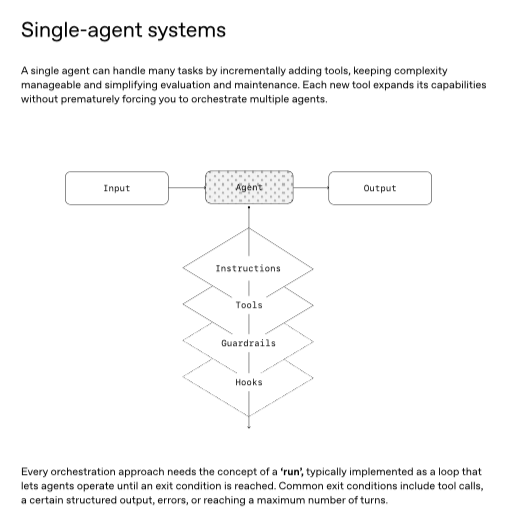 Single-agent systems
A single agent can handle many tasks by incrementally adding tools, keeping complexity
manageable and simplifying evaluation and maintenance. Each new tool expands its capabilities
without prematurely forcing you to orchestrate multiple agents.
Input
Agent
Output
Instructions
Tools
Guardrails
Hooks
Every orchestration approach needs the concept of a ‘run’, typically implemented as a loop that
lets agents operate until an exit condition is reached. Common exit conditions include tool calls,
a certain structured output, errors, or reaching a maximum number of turns.